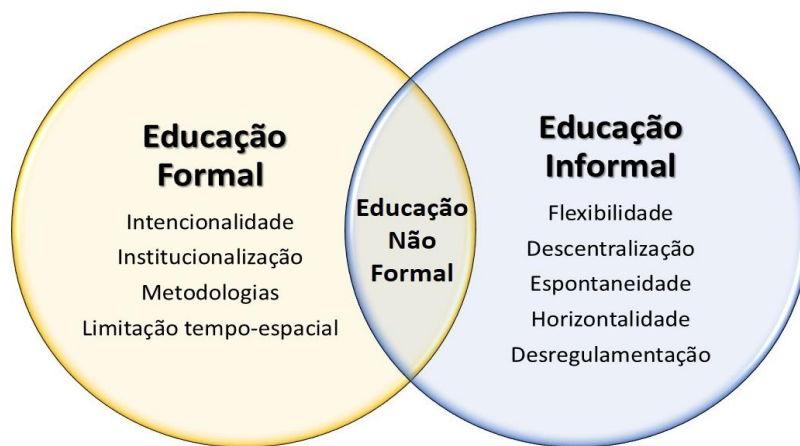 Educação
Formal
Intencionalidade
Institucionalização
Metodologias
Limitação tempo-espacial
Educação
Não
Formal
Educação
Informal
Flexibilidade
Descentralização
Espontaneidade
Horizontalidade
Desregulamentação